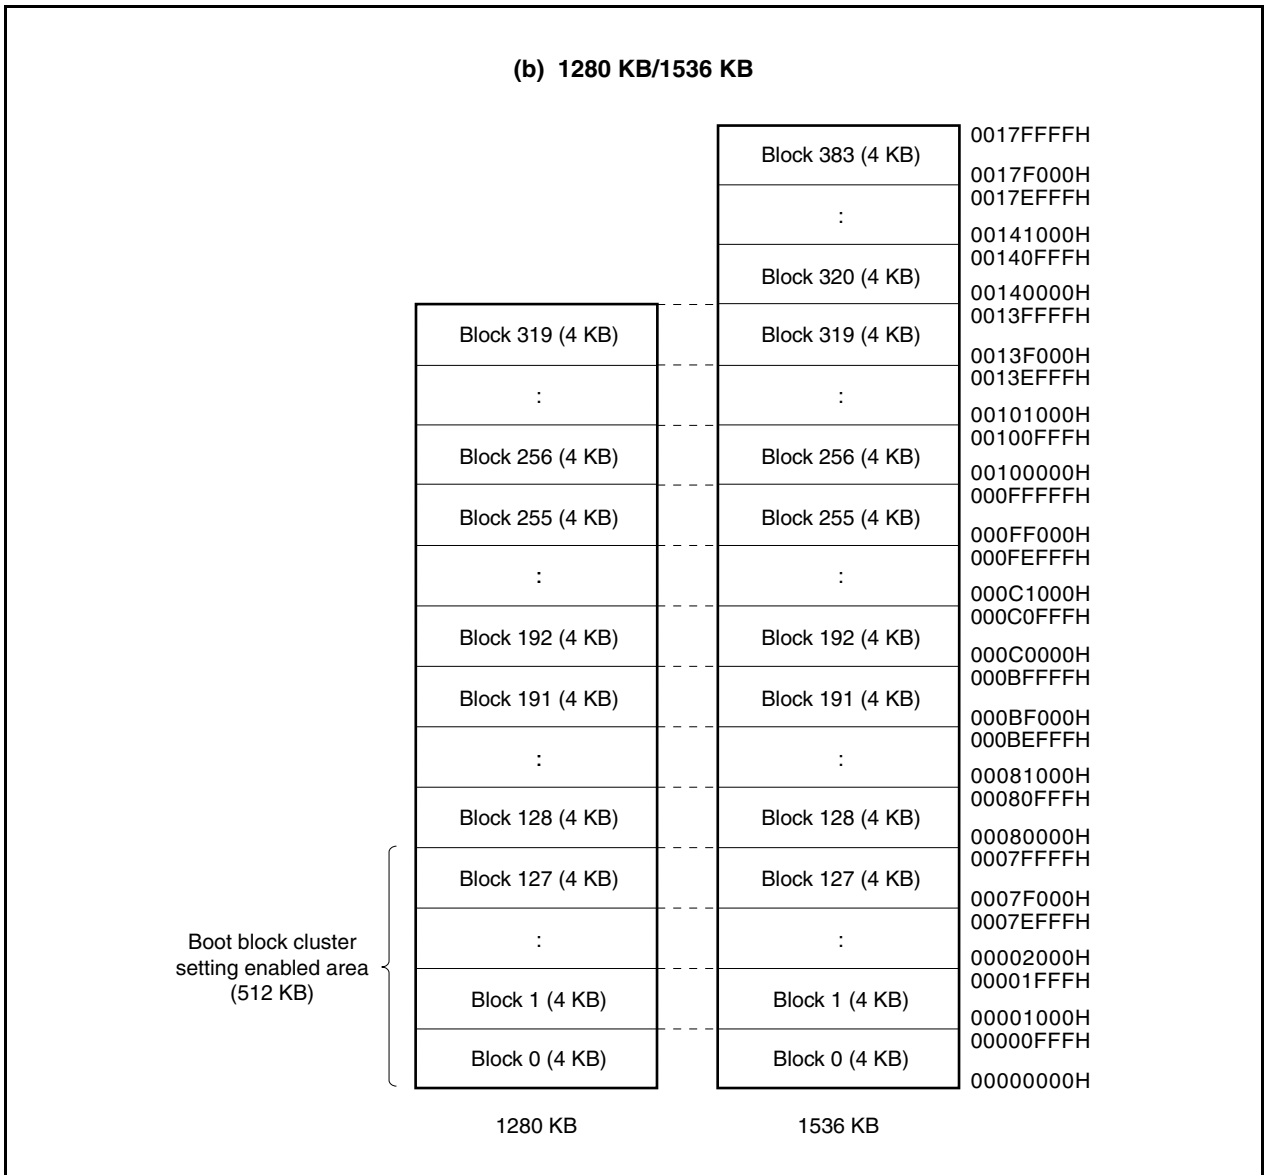 (b) 1280 KB/1536 KB
0017FFFFH
Block 383 (4 KB)
0017F000H
0017EFFFH
:
00141000H
00140FFFH
Block 320 (4 KB)
00140000H
0013FFFFH
Block 319 (4 KB) Block 319 (4 KB)
0013F000H
0013EFFFH
: :
00101000H
00100FFFH
Block 256 (4 KB) Block 256 (4 KB)
00100000H
000FFFFFH
Block 255 (4 KB) Block 255 (4 KB)
000FF000H
000FEFFFH
: :
000C1000H
000C0FFFH
Block 192 (4 KB) Block 192 (4 KB)
000C0000H
000BFFFFH
Block 191 (4 KB) Block 191 (4 KB)
000BF000H
000BEFFFH
: :
00081000H
00080FFFH
Block 128 (4 KB) Block 128 (4 KB)
00080000H
0007FFFFH
Block 127 (4 KB) Block 127 (4 KB)
0007F000H
0007EFFFH
: :
Boot block cluster
setting enabled area
(512 KB)
00002000H
00001FFFH
Block 1 (4 KB) Block 1 (4 KB)
00001000H
00000FFFH
Block 0 (4 KB) Block 0 (4 KB)
00000000H
1280 KB 1536 KB